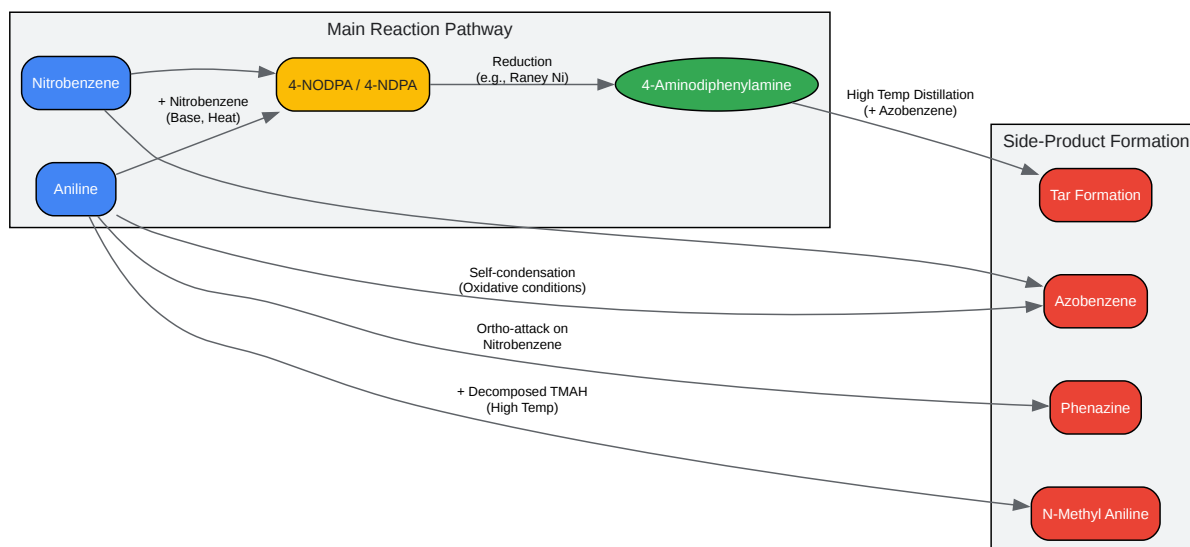 Main Reaction Pathway
Nitrobenzene
4-NODPA / 4-NDPA
Reduction
(e.g., Raney Ni)
4-Aminodiphenylamine
+ Nitrobenzene
(Base, Heat)
Aniline
High Temp Distillation
(+ Azobenzene)
Side-Product Formation
Tar Formation
Self-condensation
(Oxidative conditions)
Azobenzene
Ortho-attack on
Nitrobenzene
Phenazine
+ Decomposed TMAH
(High Temp)
N-Methyl Aniline